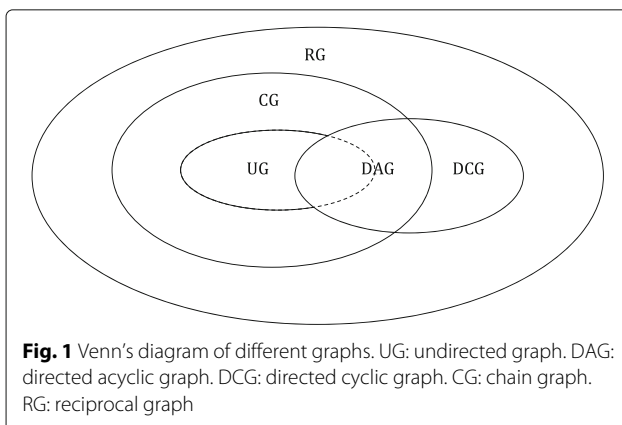 RG
CG
UG
DAG
DCG
Fig. 1 Venn's diagram of different graphs. UG: undirected graph. DAG:
directed acyclic graph. DCG: directed cyclic graph. CG: chain graph.
RG: reciprocal graph